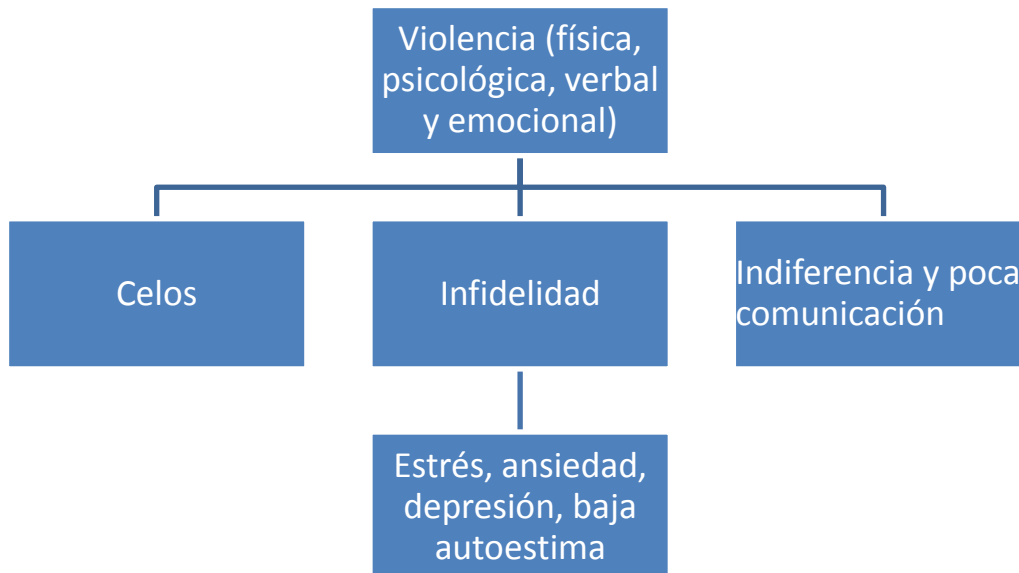 Violencia (física,
psicológica, verbal
y emocional)
Celos
Infidelidad
Indiferencia y poca
comunicación
Estrés, ansiedad,
depresión, baja
autoestima